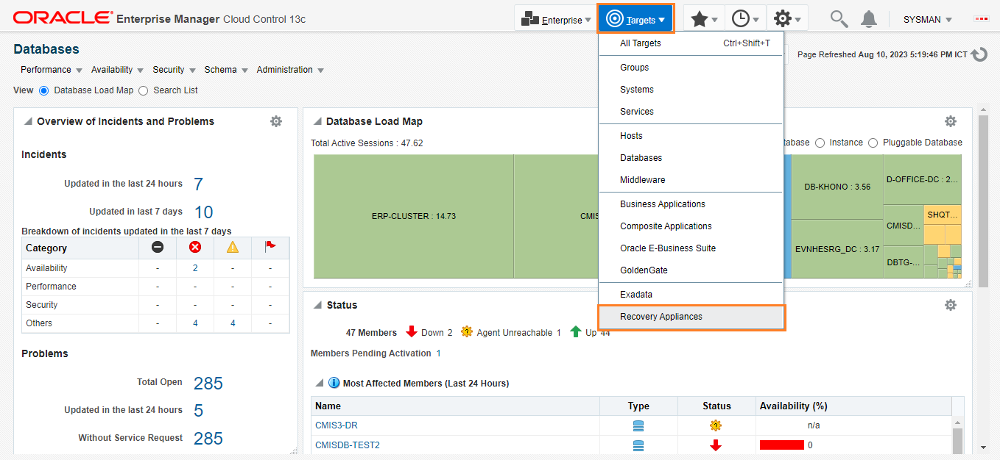 ORACLE® Enterprise Manager Cloud Control 13c
Enterprise
Targets
SYSMAN
Databases
Page Refreshed Aug 10, 2023 5:19:46 PM ICT
Performance Availability Security Schema Administration
View Database Load Map Search List
All Targets Ctrl+Shift+T
Groups
Systems
Services
Hosts
Databases
Middleware
Business Applications
Composite Applications
Oracle E-Business Suite
GoldenGate
Exadata
Recovery Appliances
Overview of Incidents and Problems
Incidents
Updated in the last 24 hours 7
Updated in last 7 days 10
Breakdown of incidents updated in the last 7 days
Category
Availability - 2 - -
Performance - - - -
Security - - - -
Others - 4 4 -
Problems
Total Open 285
Updated in the last 24 hours 5
Without Service Request 285
Database Load Map
Total Active Sessions : 47.62
tabase Instance Pluggable Database
ERP-CLUSTER : 14.73
CMIS
DB-KHONO : 3.56
D-OFFICE-DC : 2...
EVNHESRG_DC : 3.17
CMISD...
SHQT...
DBTG-...
Status
47 Members Down 2 Agent Unreachable 1 Up 44
Members Pending Activation 1
Most Affected Members (Last 24 Hours)
Name Type Status Availability (%)
CMIS3-DR n/a
CMISDB-TEST2 0